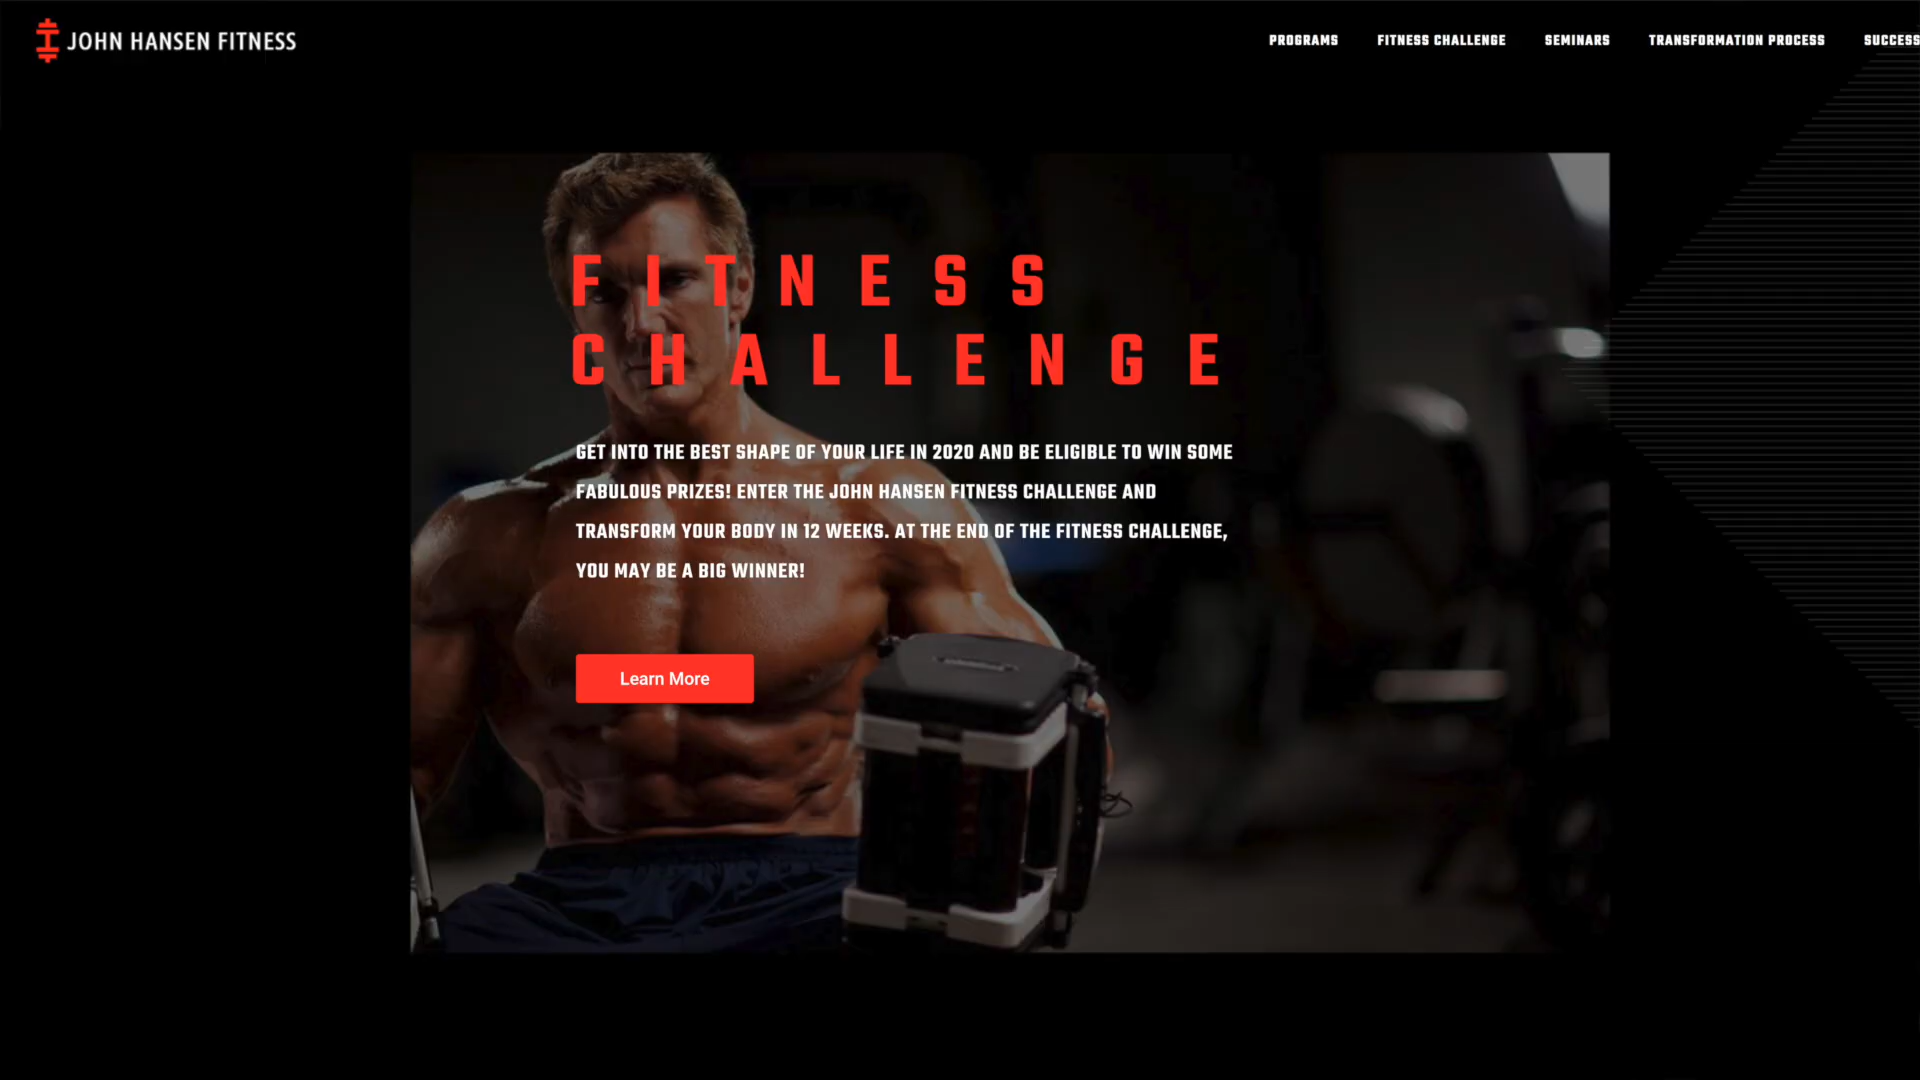 JOHN HANSEN FITNESS
PROGRAMS
FITNESS CHALLENGE
SEMINARS
TRANSFORMATION PROCESS
SUCCESS
FITNESS
CHALLENGE
GET INTO THE BEST SHAPE OF YOUR LIFE IN 2020 AND BE ELIGIBLE TO WIN SOME
FABULOUS PRIZES! ENTER THE JOHN HANSEN FITNESS CHALLENGE AND
TRANSFORM YOUR BODY IN 12 WEEKS. AT THE END OF THE FITNESS CHALLENGE,
YOU MAY BE A BIG WINNER!
Learn More